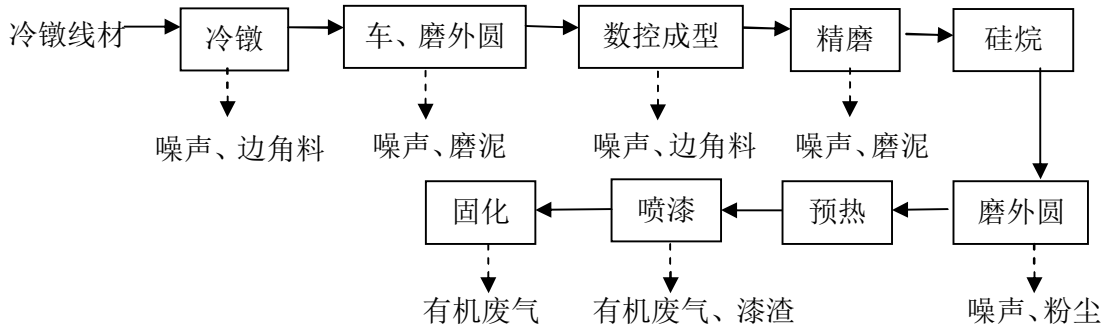 冷镦线材 冷镦 车、磨外圆 数控成型 精磨 硅烷
噪声、边角料 噪声、磨泥 噪声、边角料 噪声、磨泥
固化 喷漆 预热 磨外圆
有机废气 有机废气、漆渣 噪声、粉尘